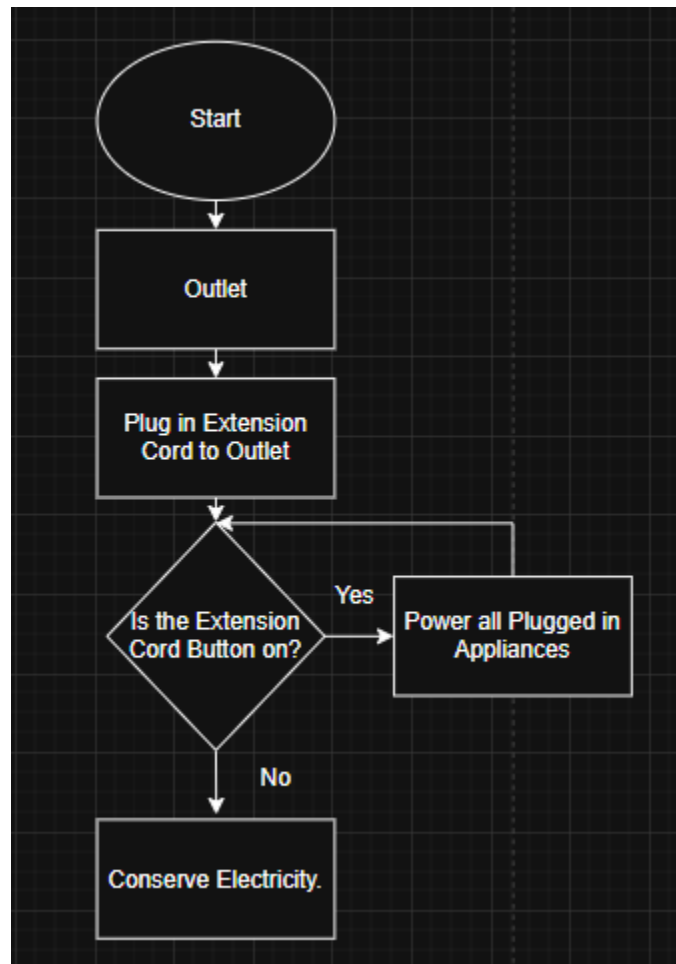 Start
Outlet
Plug in Extension
Cord to Outlet
Yes
Is the Extension
Cord Button on?
Power all Plugged in
Appliances
No
Conserve Electricity.